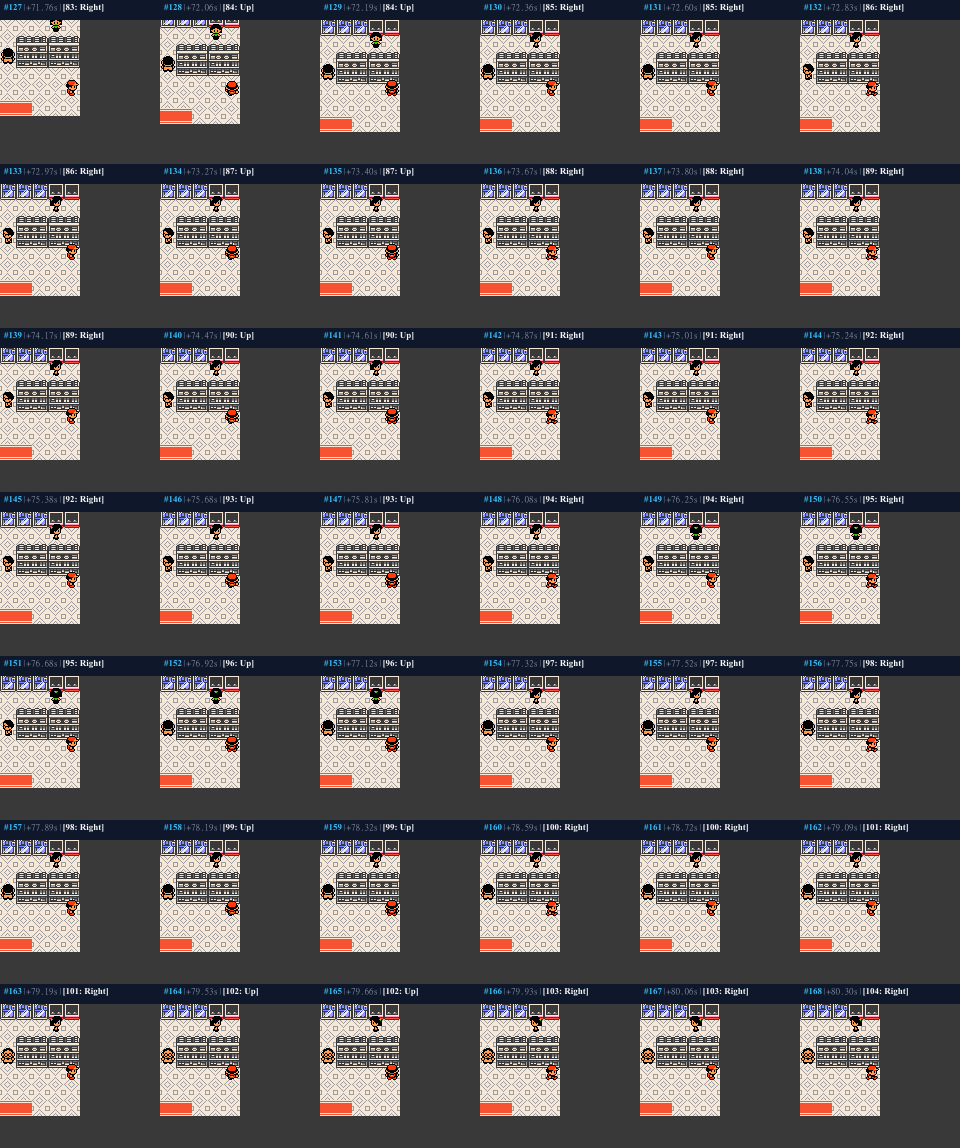 #127 | +71.76s | [83: Right] #128 | +72.06s | [84: Up] #129 | +72.19s | [84: Up] #130 | +72.36s | [85: Right] #131 | +72.60s | [85: Right] #132 | +72.83s | [86: Right]
#133 | +72.97s | [86: Right] #134 | +73.27s | [87: Up] #135 | +73.40s | [87: Up] #136 | +73.67s | [88: Right] #137 | +73.80s | [88: Right] #138 | +74.04s | [89: Right]
#139 | +74.17s | [89: Right] #140 | +74.47s | [90: Up] #141 | +74.61s | [90: Up] #142 | +74.87s | [91: Right] #143 | +75.01s | [91: Right] #144 | +75.24s | [92: Right]
#145 | +75.38s | [92: Right] #146 | +75.68s | [93: Up] #147 | +75.81s | [93: Up] #148 | +76.08s | [94: Right] #149 | +76.25s | [94: Right] #150 | +76.55s | [95: Right]
#151 | +76.68s | [95: Right] #152 | +76.92s | [96: Up] #153 | +77.12s | [96: Up] #154 | +77.32s | [97: Right] #155 | +77.52s | [97: Right] #156 | +77.75s | [98: Right]
#157 | +77.89s | [98: Right] #158 | +78.19s | [99: Up] #159 | +78.32s | [99: Up] #160 | +78.59s | [100: Right] #161 | +78.72s | [100: Right] #162 | +79.09s | [101: Right]
#163 | +79.19s | [101: Right] #164 | +79.53s | [102: Up] #165 | +79.66s | [102: Up] #166 | +79.93s | [103: Right] #167 | +80.06s | [103: Right] #168 | +80.30s | [104: Right]